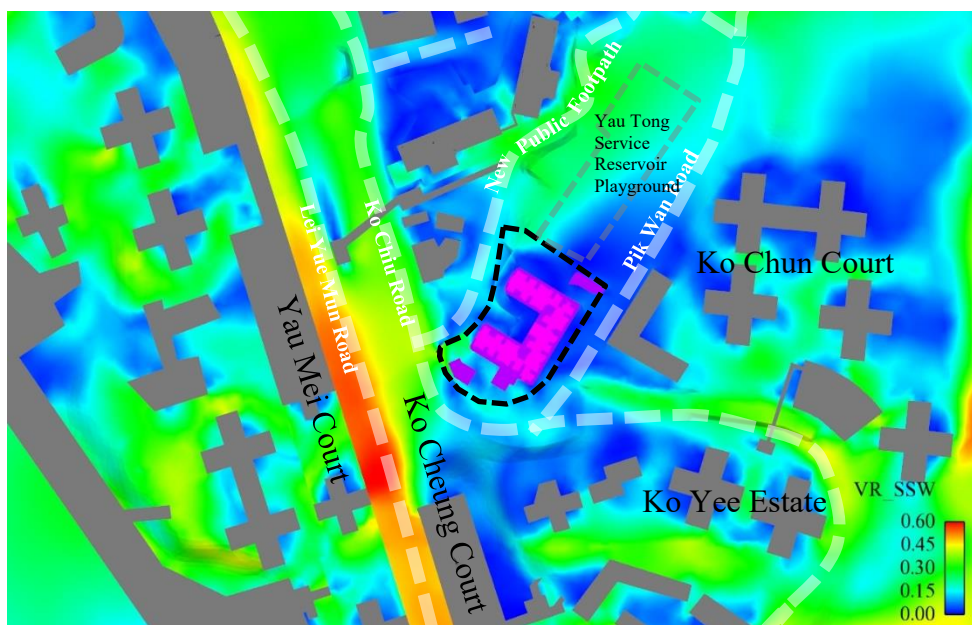 New Public Footpath
Yau Tong
Service
Reservoir
Playground
Pik Wan Road
Lei Yue Mun Road
Ko Chiu Road
Ko Chun Court
Yau Mei Court
Ko Cheung Court
Ko Yee Estate
VR_SSW
0.60
0.45
0.30
0.15
0.00